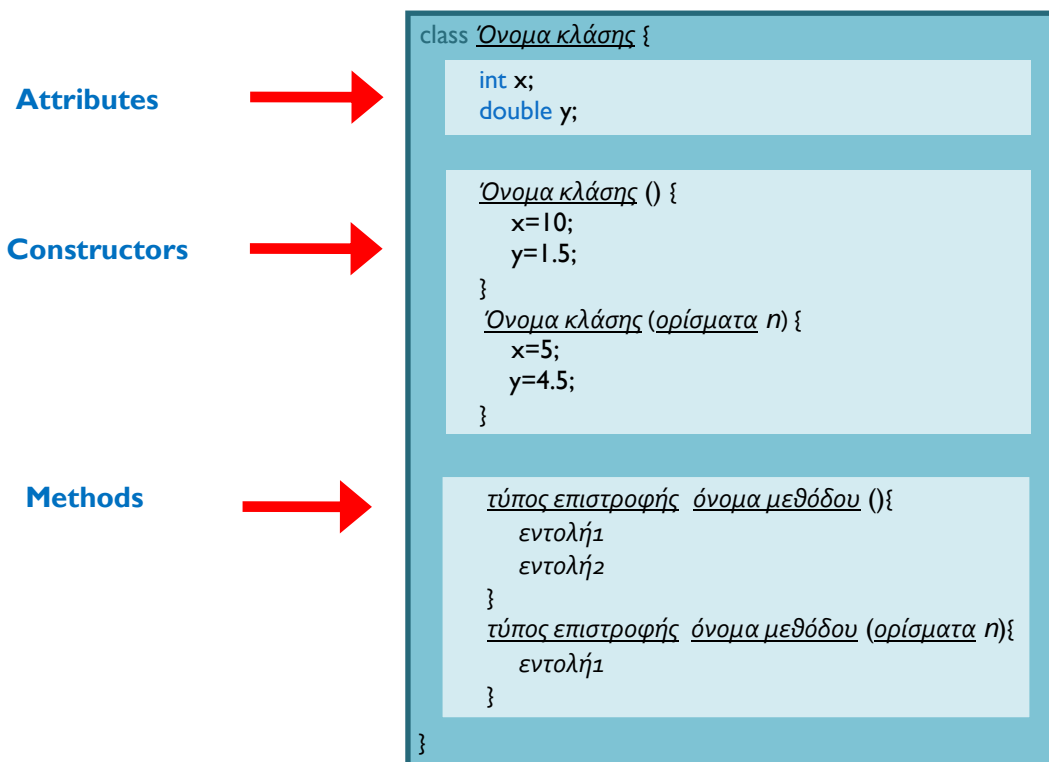 class Όνομα κλάσης {
Attributes
int x;
double y;
Όνομα κλάσης () {
x=10;
y=1.5;
}
Constructors
Όνομα κλάσης (ορίσματα n) {
x=5;
y=4.5;
}
Methods
τύπος επιστροφής όνομα μεθόδου (){
εντολή1
εντολή2
}
τύπος επιστροφής όνομα μεθόδου (ορίσματα n){
εντολή1
}
}